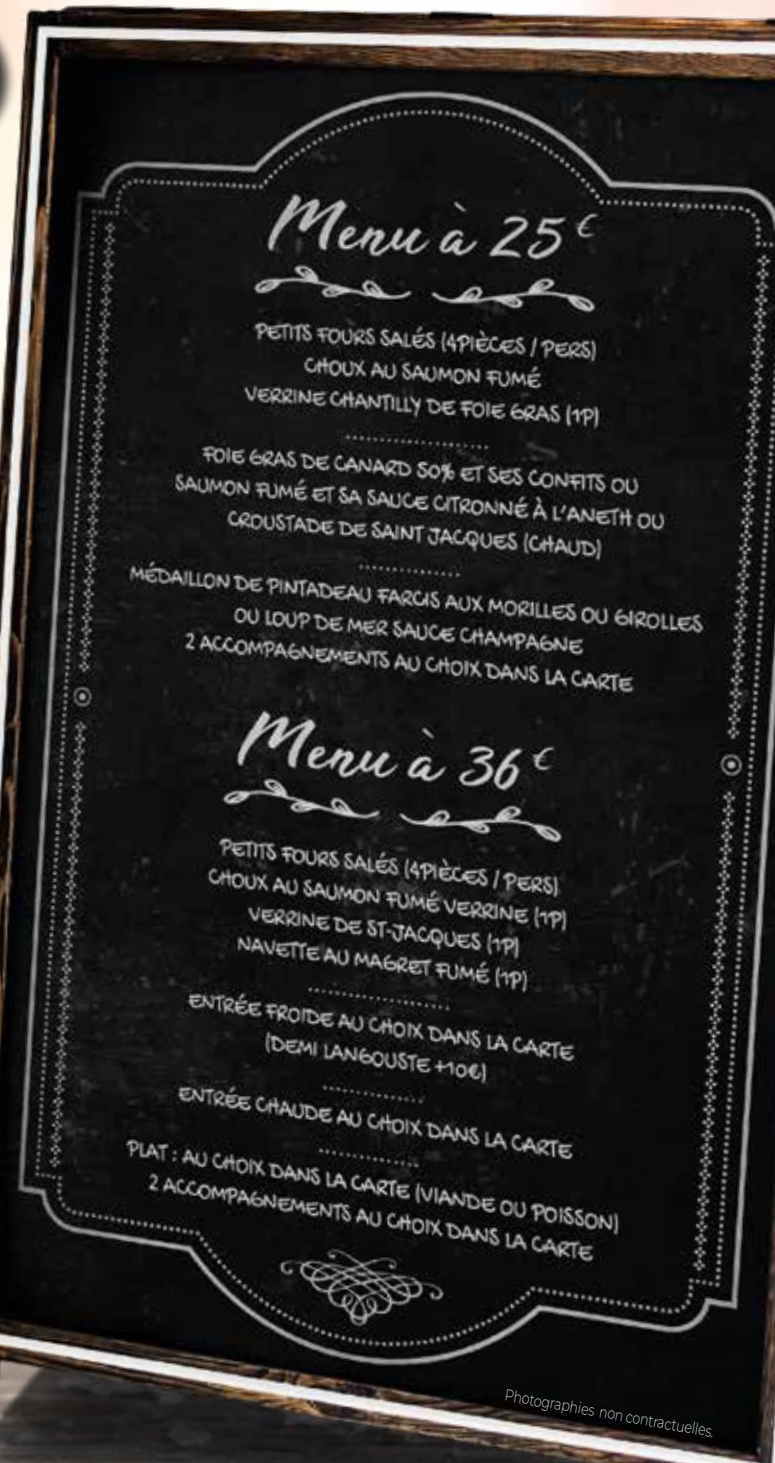 Menu à 25€
PETITS FOURS SALÉS (4PIÈCES / PERS)
CHOUX AU SAUMON FUMÉ
VERRINE CHANTILLY DE FOIE GRAS (1P)
FOIE GRAS DE CANARD 50% ET SES CONFITS OU
SAUMON FUMÉ ET SA SAUCE CITRONNÉ À L'ANETH OU
CROUSTADE DE SAINT JACQUES (CHAUD)
MÉDAILLON DE PINTADEAU FARCIS AUX MORILLES OU GIROLLES
OU LOUP DE MER SAUCE CHAMPAGNE
2 ACCOMPAGNEMENTS AU CHOIX DANS LA CARTE
Menu à 36€
PETITS FOURS SALÉS (4PIÈCES / PERS)
CHOUX AU SAUMON FUMÉ VERRINE (1P)
VERRINE DE ST-JACQUES (1P)
NAVETTE AU MAGRET FUMÉ (1P)
ENTRÉE FROIDE AU CHOIX DANS LA CARTE
(DEMI LANGOUSTE +10€)
ENTRÉE CHAUDE AU CHOIX DANS LA CARTE
PLAT : AU CHOIX DANS LA CARTE (VIANDE OU POISSON)
2 ACCOMPAGNEMENTS AU CHOIX DANS LA CARTE
Photographies non contractuelles.